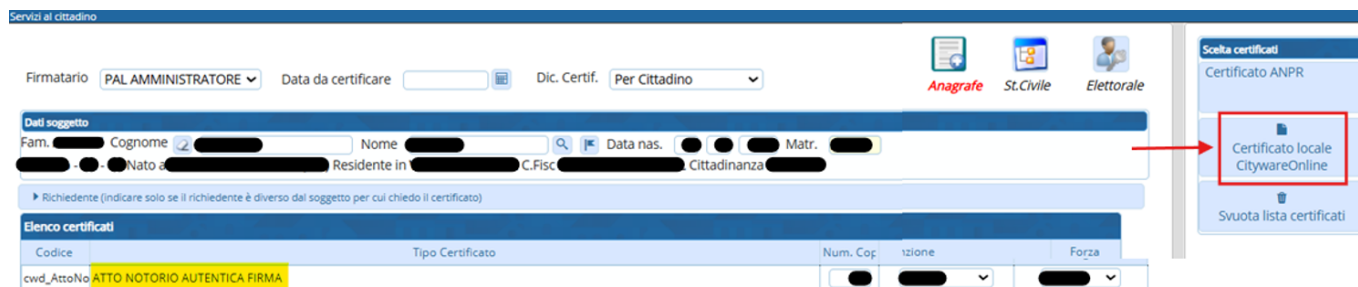 Servizi al cittadino
Firmatario PAL AMMINISTRATORE Data da certificare Dic. Certif. Per Cittadino
Anagrafe St.Civile Elettorale
Dati soggetto
Fam. Cognome Nome Data nas. Matr.
- - Nato a Residente in C.Fisc Cittadinanza
Richiedente (indicare solo se il richiedente è diverso dal soggetto per cui chiedo il certificato)
Elenco certificati
Codice Tipo Certificato Num. Cop nzione Forza
cwd_AttoNo ATTO NOTORIO AUTENTICA FIRMA
Scelta certificati
Certificato ANPR
Certificato locale
CitywareOnline
Svuota lista certificati